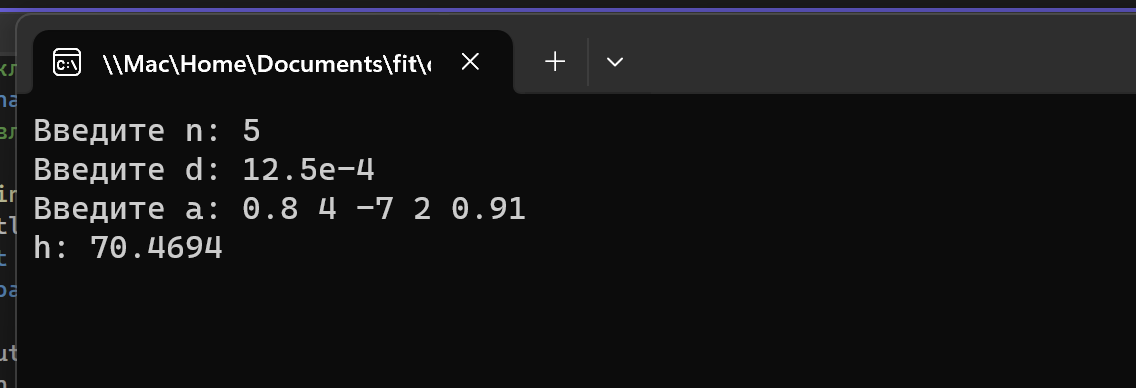 \\Mac\Home\Documents\fit\
Введите n: 5
Введите d: 12.5e-4
Введите a: 0.8 4 -7 2 0.91
h: 70.4694